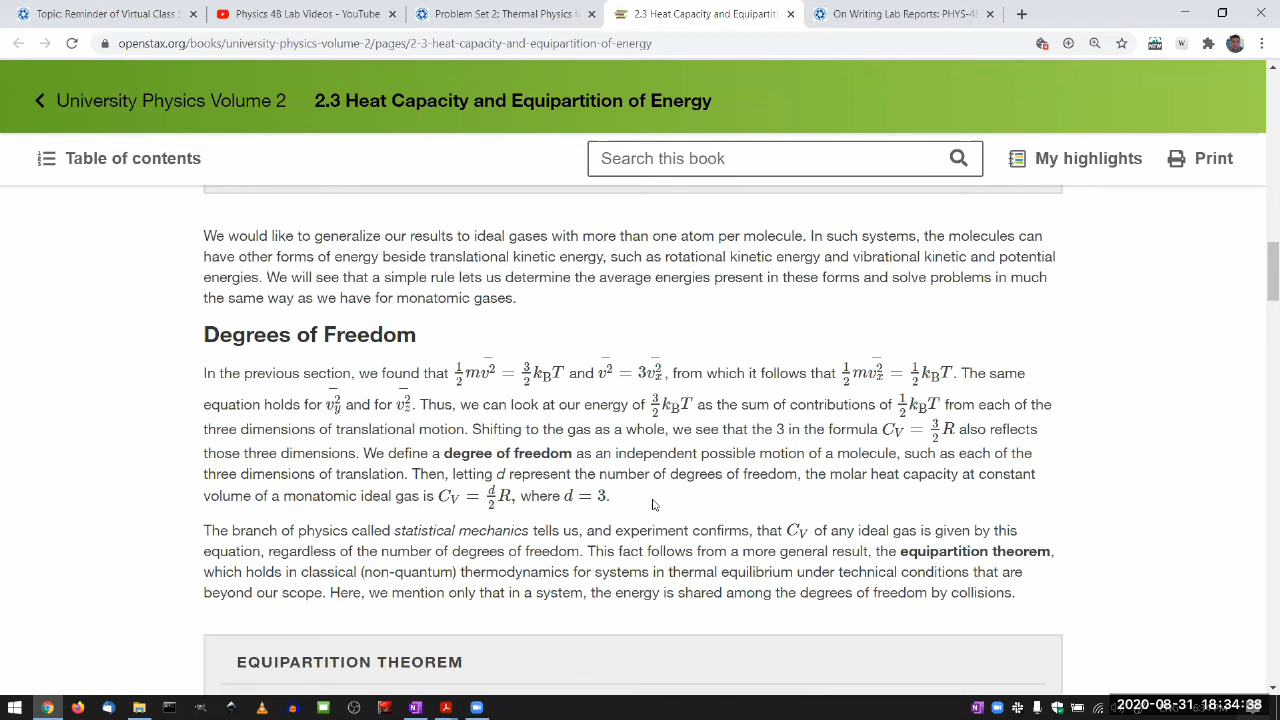 Topic: Reminder of Virtual Class S
Physics 4B Lab Videos - YouTube
Problem Set 2: Thermal Physics b
2.3 Heat Capacity and Equipartiti
On Writing Lab Reports: PHYS-4B
openstax.org/books/university-physics-volume-2/pages/2-3-heat-capacity-and-equipartition-of-energy
University Physics Volume 2 2.3 Heat Capacity and Equipartition of Energy
Table of contents
Search this book
My highlights
Print
We would like to generalize our results to ideal gases with more than one atom per molecule. In such systems, the molecules can
have other forms of energy beside translational kinetic energy, such as rotational kinetic energy and vibrational kinetic and potential
energies. We will see that a simple rule lets us determine the average energies present in these forms and solve problems in much
the same way as we have for monatomic gases.
Degrees of Freedom
In the previous section, we found that ½mv̅² = 3/2 k_BT and v̅² = 3v̅ₓ², from which it follows that ½mv̅ₓ² = ½k_BT. The same
equation holds for v̅_y² and for v̅_z². Thus, we can look at our energy of 3/2 k_BT as the sum of contributions of ½k_BT from each of the
three dimensions of translational motion. Shifting to the gas as a whole, we see that the 3 in the formula C_V = 3/2 R also reflects
those three dimensions. We define a degree of freedom as an independent possible motion of a molecule, such as each of the
three dimensions of translation. Then, letting d represent the number of degrees of freedom, the molar heat capacity at constant
volume of a monatomic ideal gas is C_V = d/2 R, where d = 3.
The branch of physics called statistical mechanics tells us, and experiment confirms, that C_V of any ideal gas is given by this
equation, regardless of the number of degrees of freedom. This fact follows from a more general result, the equipartition theorem,
which holds in classical (non-quantum) thermodynamics for systems in thermal equilibrium under technical conditions that are
beyond our scope. Here, we mention only that in a system, the energy is shared among the degrees of freedom by collisions.
EQUIPARTITION THEOREM
2020-08-31 18:34:38